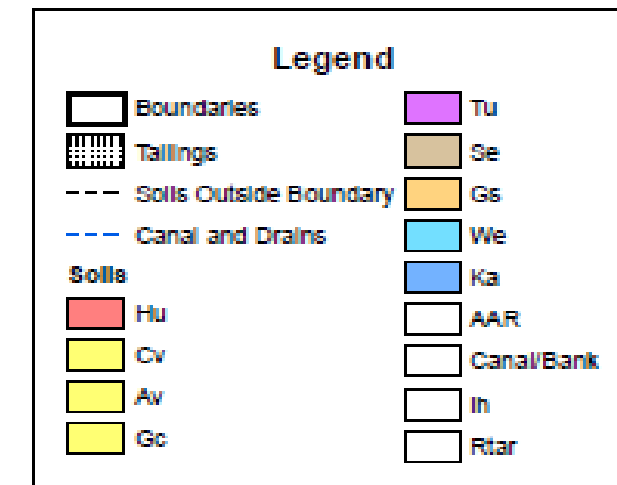 Legend
Boundaries
Tailings
Soils Outside Boundary
Canal and Drains
Soils
Hu
Cv
Av
Gc
Tu
Se
Gs
We
Ka
AAR
Canal/Bank
Ih
Rtar